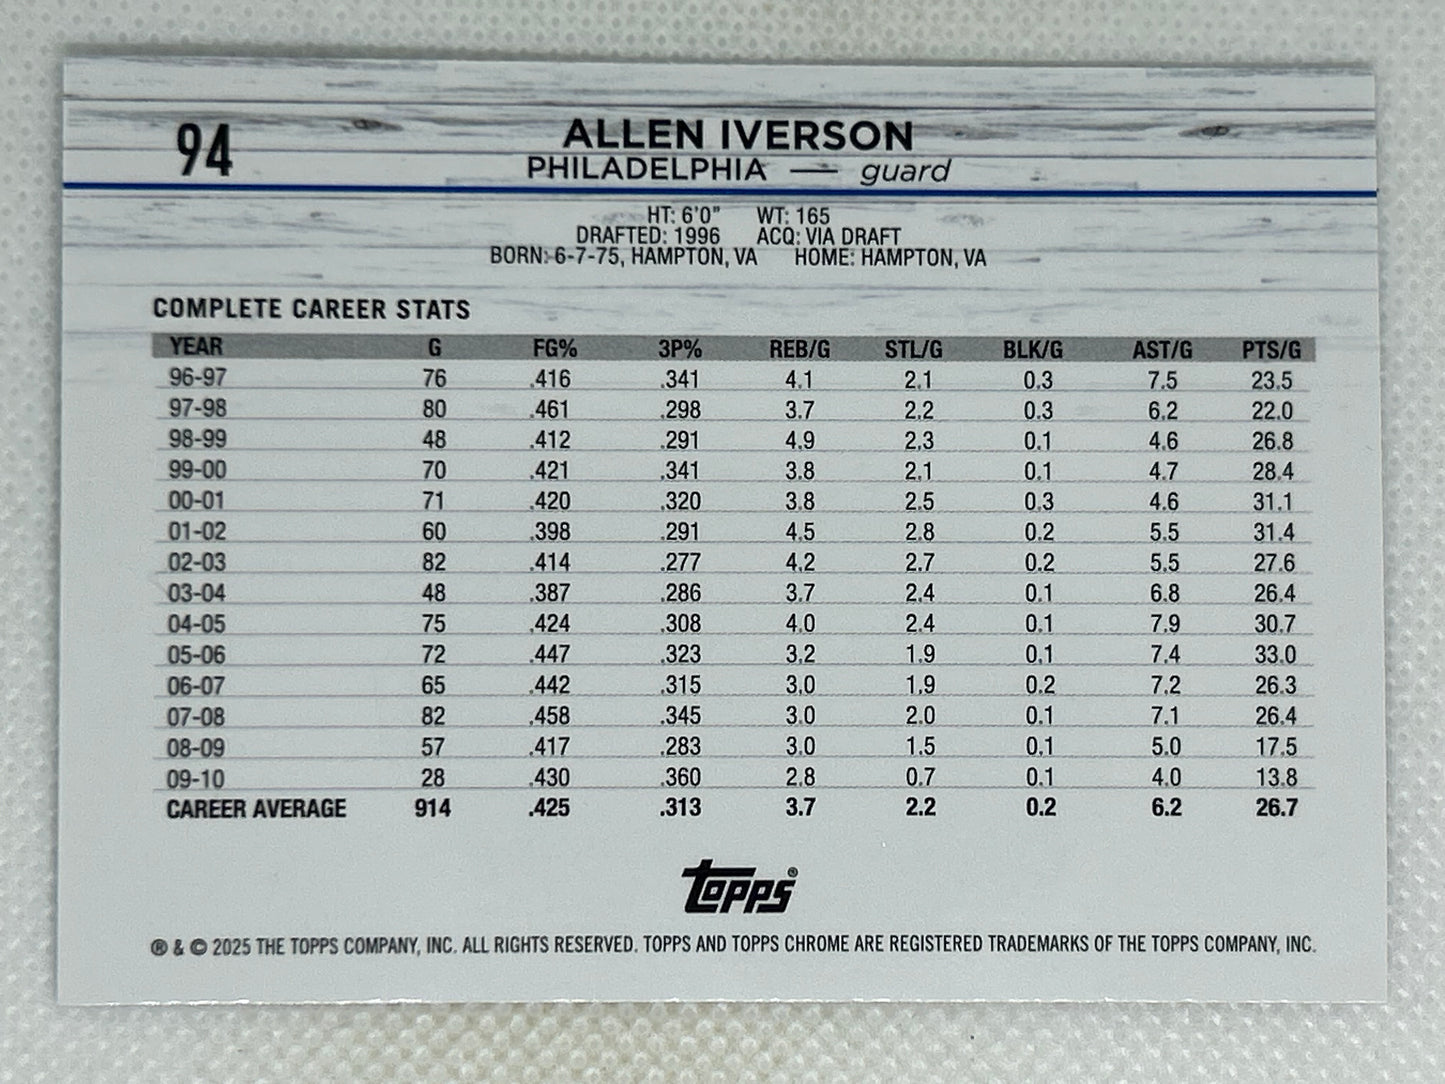 94
ALLEN IVERSON
PHILADELPHIA — guard
HT: 6'0" WT: 165
DRAFTED: 1996 ACQ: VIA DRAFT
BORN: 6-7-75, HAMPTON, VA HOME: HAMPTON, VA
COMPLETE CAREER STATS
YEAR G FG% 3P% REB/G STL/G BLK/G AST/G PTS/G
96-97 76 .416 .341 4.1 2.1 0.3 7.5 23.5
97-98 80 .461 .298 3.7 2.2 0.3 6.2 22.0
98-99 48 .412 .291 4.9 2.3 0.1 4.6 26.8
99-00 70 .421 .341 3.8 2.1 0.1 4.7 28.4
00-01 71 .420 .320 3.8 2.5 0.3 4.6 31.1
01-02 60 .398 .291 4.5 2.8 0.2 5.5 31.4
02-03 82 .414 .277 4.2 2.7 0.2 5.5 27.6
03-04 48 .387 .286 3.7 2.4 0.1 6.8 26.4
04-05 75 .424 .308 4.0 2.4 0.1 7.9 30.7
05-06 72 .447 .323 3.2 1.9 0.1 7.4 33.0
06-07 65 .442 .315 3.0 1.9 0.2 7.2 26.3
07-08 82 .458 .345 3.0 2.0 0.1 7.1 26.4
08-09 57 .417 .283 3.0 1.5 0.1 5.0 17.5
09-10 28 .430 .360 2.8 0.7 0.1 4.0 13.8
CAREER AVERAGE 914 .425 .313 3.7 2.2 0.2 6.2 26.7
topps®
® & © 2025 THE TOPPS COMPANY, INC. ALL RIGHTS RESERVED. TOPPS AND TOPPS CHROME ARE REGISTERED TRADEMARKS OF THE TOPPS COMPANY, INC.